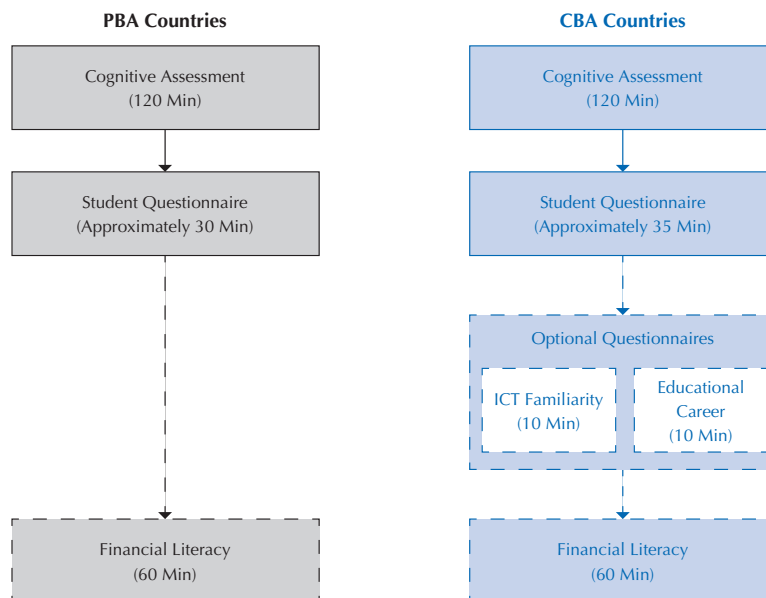 PBA Countries
Cognitive Assessment
(120 Min)
Student Questionnaire
(Approximately 30 Min)
Financial Literacy
(60 Min)
CBA Countries
Cognitive Assessment
(120 Min)
Student Questionnaire
(Approximately 35 Min)
Optional Questionnaires
ICT Familiarity
(10 Min)
Educational
Career
(10 Min)
Financial Literacy
(60 Min)